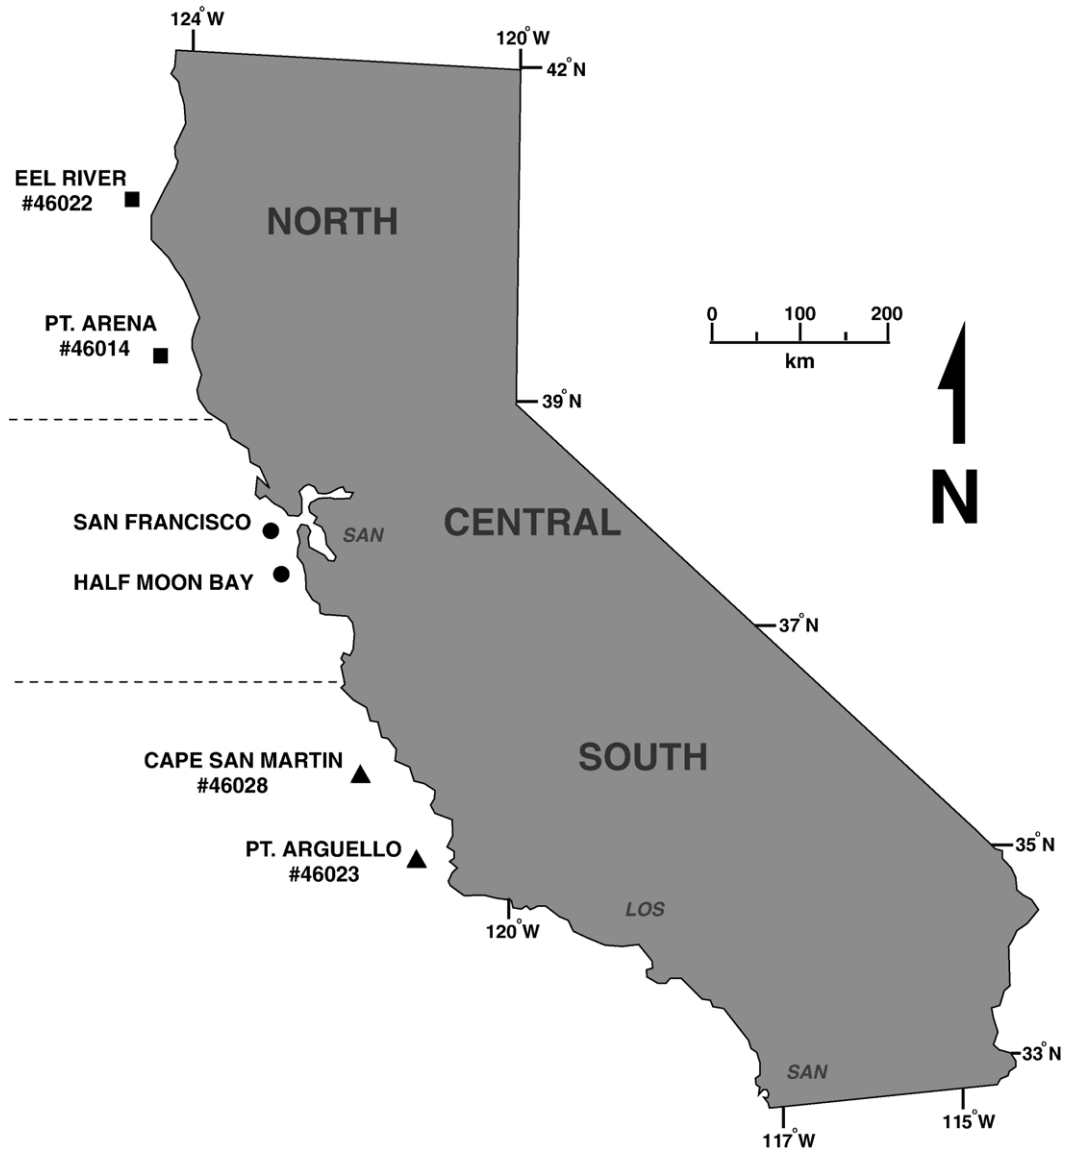 124°W
120°W
42°N
EEL RIVER
#46022
NORTH
PT. ARENA
#46014
0 100 200
km
39°N
N
SAN FRANCISCO
SAN
CENTRAL
HALF MOON BAY
37°N
CAPE SAN MARTIN
#46028
SOUTH
PT. ARGUELLO
#46023
35°N
LOS
120°W
33°N
SAN
115°W
117°W